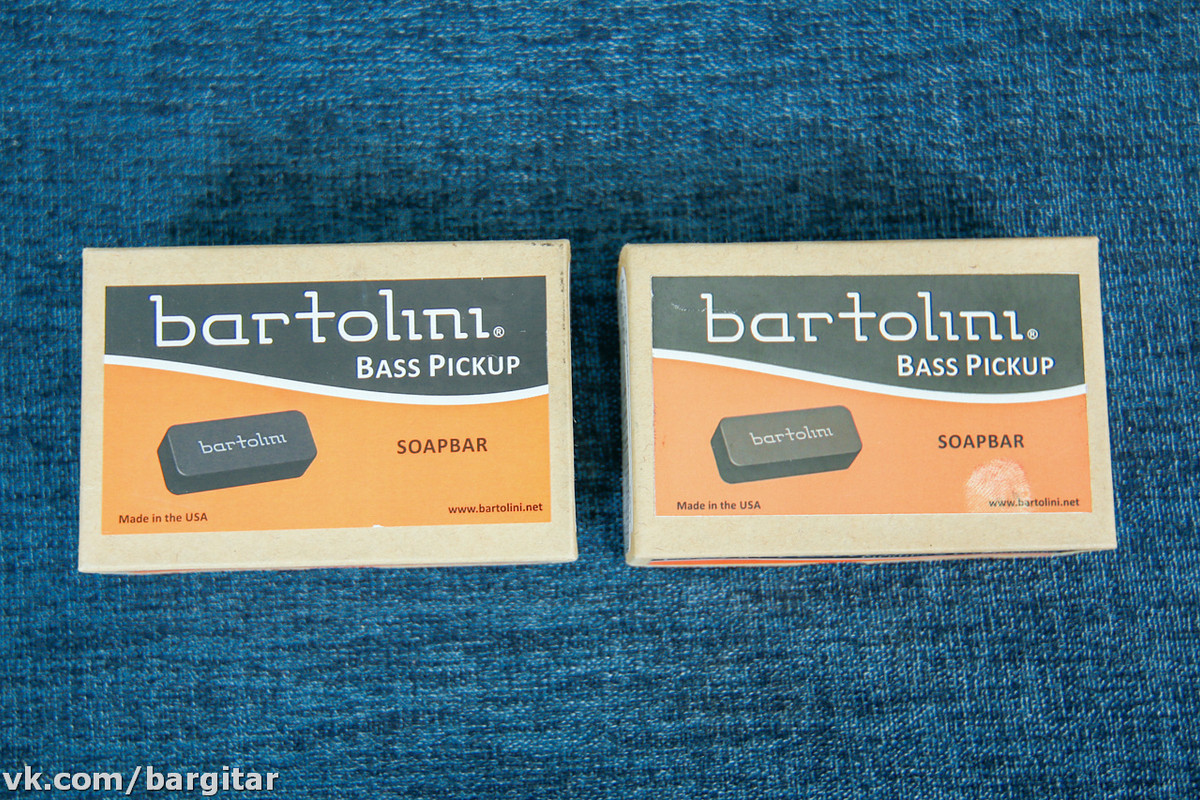 bartolini®
BASS PICKUP
bartolini
SOAPBAR
Made in the USA
www.bartolini.net
bartolini®
BASS PICKUP
bartolini
SOAPBAR
Made in the USA
www.bartolini.net
vk.com/bargitar